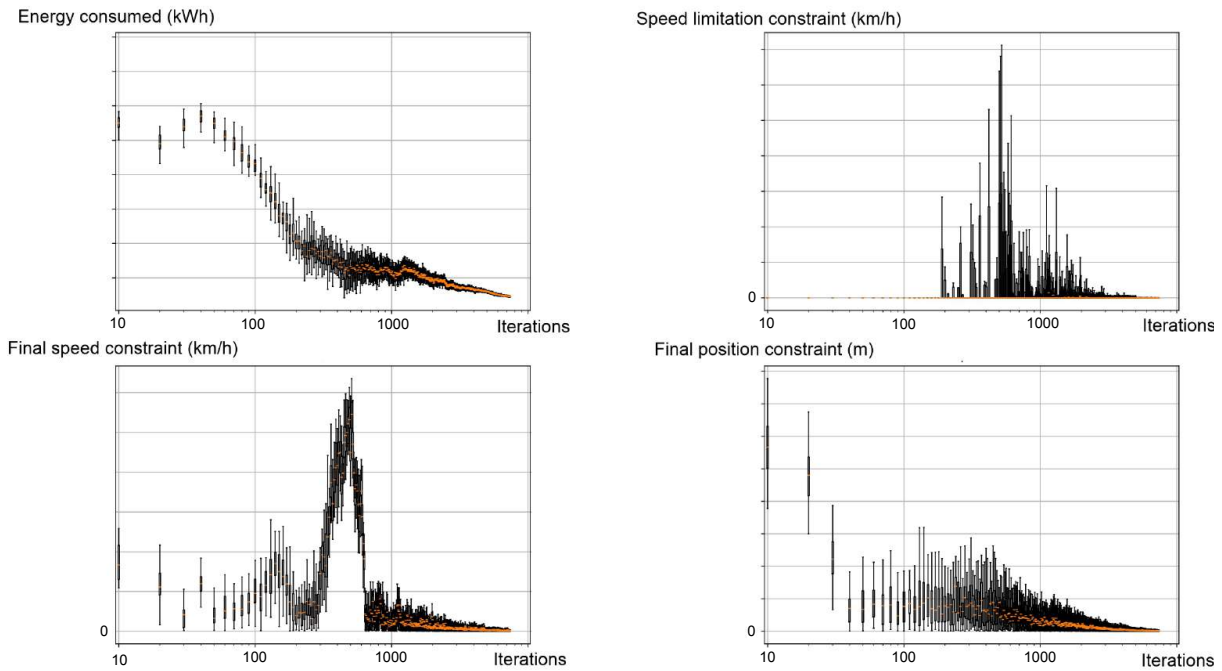 Energy consumed (kWh)
10
100
1000
Iterations
Speed limitation constraint (km/h)
0
10
100
1000
Iterations
Final speed constraint (km/h)
0
10
100
1000
Iterations
Final position constraint (m)
0
10
100
1000
Iterations